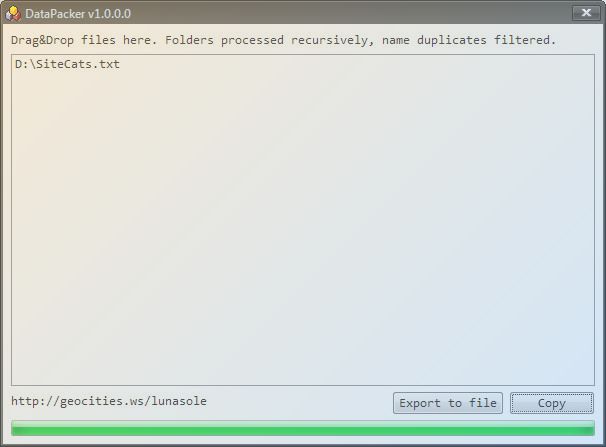 DataPacker v1.0.0.0
Drag&Drop files here. Folders processed recursively, name duplicates filtered.
D:\SiteCats.txt
http://geocities.ws/lunasole
Export to file
Copy